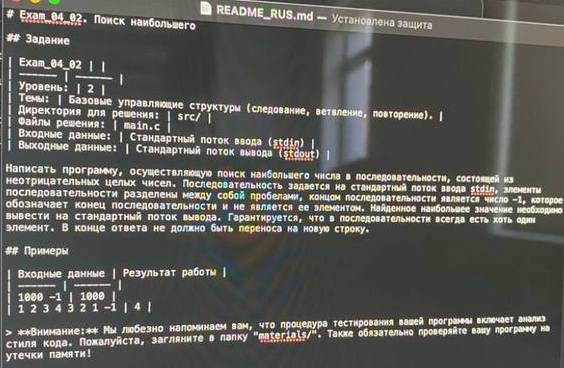 README_RUS.md — Установлена защита
# Exam_04_02. Поиск наибольшего
## Задание
| Exam_04_02 | |
| ------ | ------ |
| Уровень: | 2 |
| Темы: | Базовые управляющие структуры (следование, ветвление, повторение). |
| Директория для решения: | src/ |
| Файлы решения: | main.c |
| Входные данные: | Стандартный поток ввода (stdin) |
| Выходные данные: | Стандартный поток вывода (stdout) |
Написать программу, осуществляющую поиск наибольшего числа в последовательности, состоящей из
неотрицательных целых чисел. Последовательность задается на стандартный поток ввода stdin, элементы
последовательности разделены между собой пробелами, концом последовательности является число -1, которое
обозначает конец последовательности и не является ее элементом. Найденное наибольшее значение необходимо
вывести на стандартный поток вывода. Гарантируется, что в последовательности всегда есть хоть один
элемент. В конце ответа не должно быть переноса на новую строку.
## Примеры
| Входные данные | Результат работы |
| ------ | ------ |
| 1000 -1 | 1000 |
| 1 2 3 4 3 2 1 -1 | 4 |
> **Внимание:** Мы любезно напоминаем вам, что процедура тестирования вашей программы включает анализ
стиля кода. Пожалуйста, загляните в папку "materials/". Также обязательно проверяйте вашу программу на
утечки памяти!